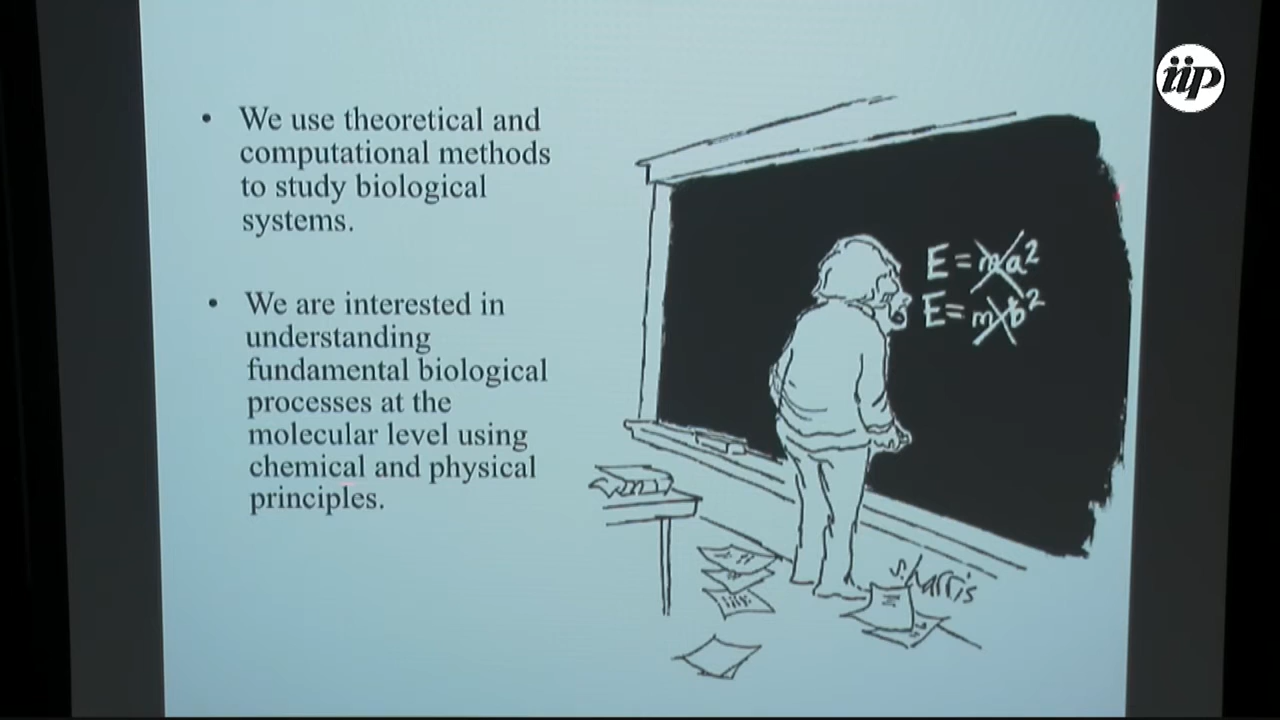 iip
• We use theoretical and
computational methods
to study biological
systems.
• We are interested in
understanding
fundamental biological
processes at the
molecular level using
chemical and physical
principles.
E = ma²
E = mb²
S. Harris